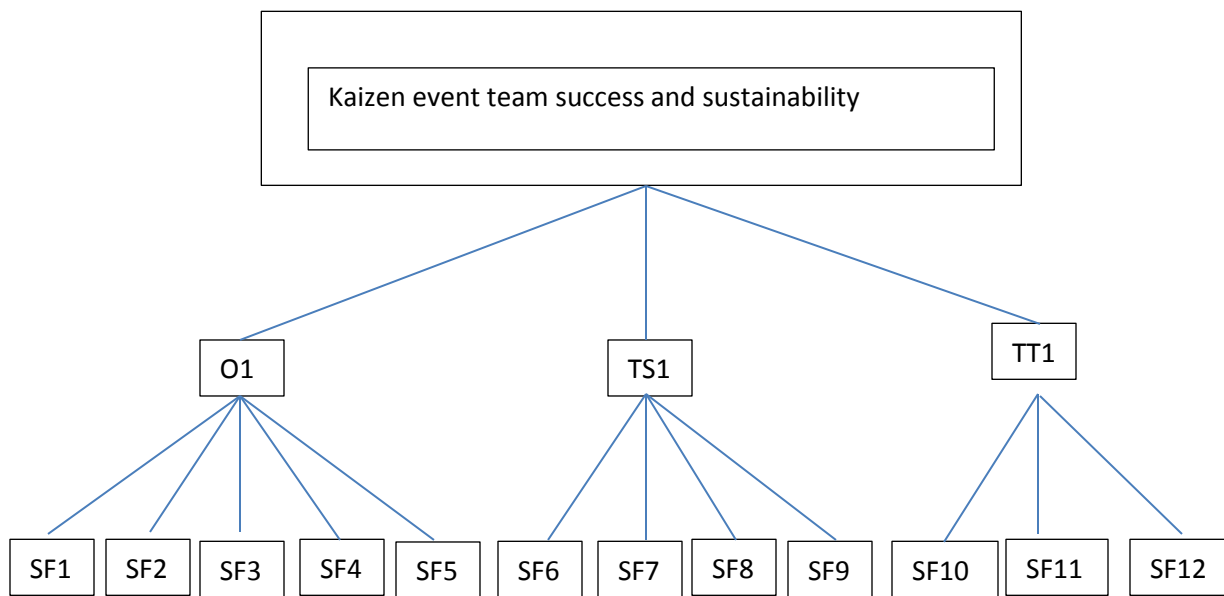 Kaizen event team success and sustainability
O1
TS1
TT1
SF1
SF2
SF3
SF4
SF5
SF6
SF7
SF8
SF9
SF10
SF11
SF12